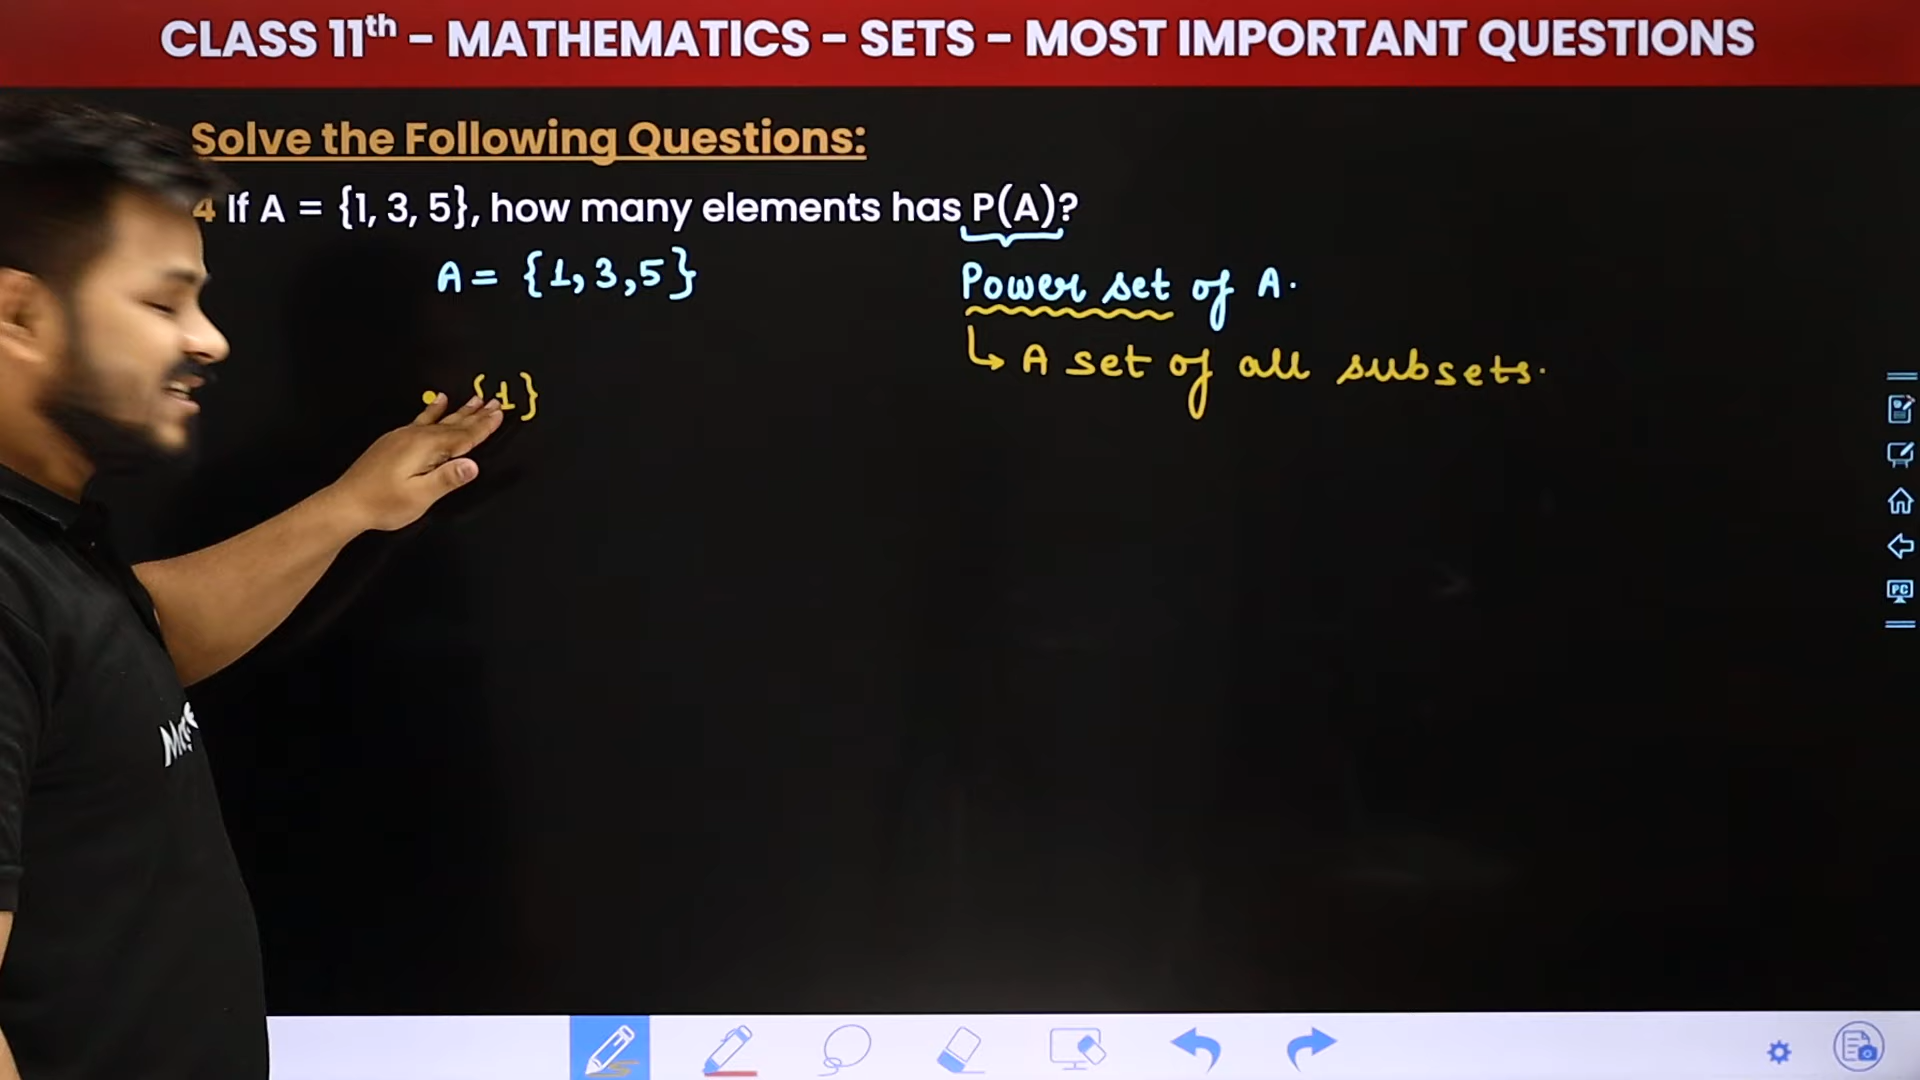 CLASS 11th - MATHEMATICS - SETS - MOST IMPORTANT QUESTIONS
Solve the Following Questions:
4 If A = {1, 3, 5}, how many elements has P(A)?
A = {1, 3, 5}
Power set of A.
↳ A set of all subsets.
• {1}
PC